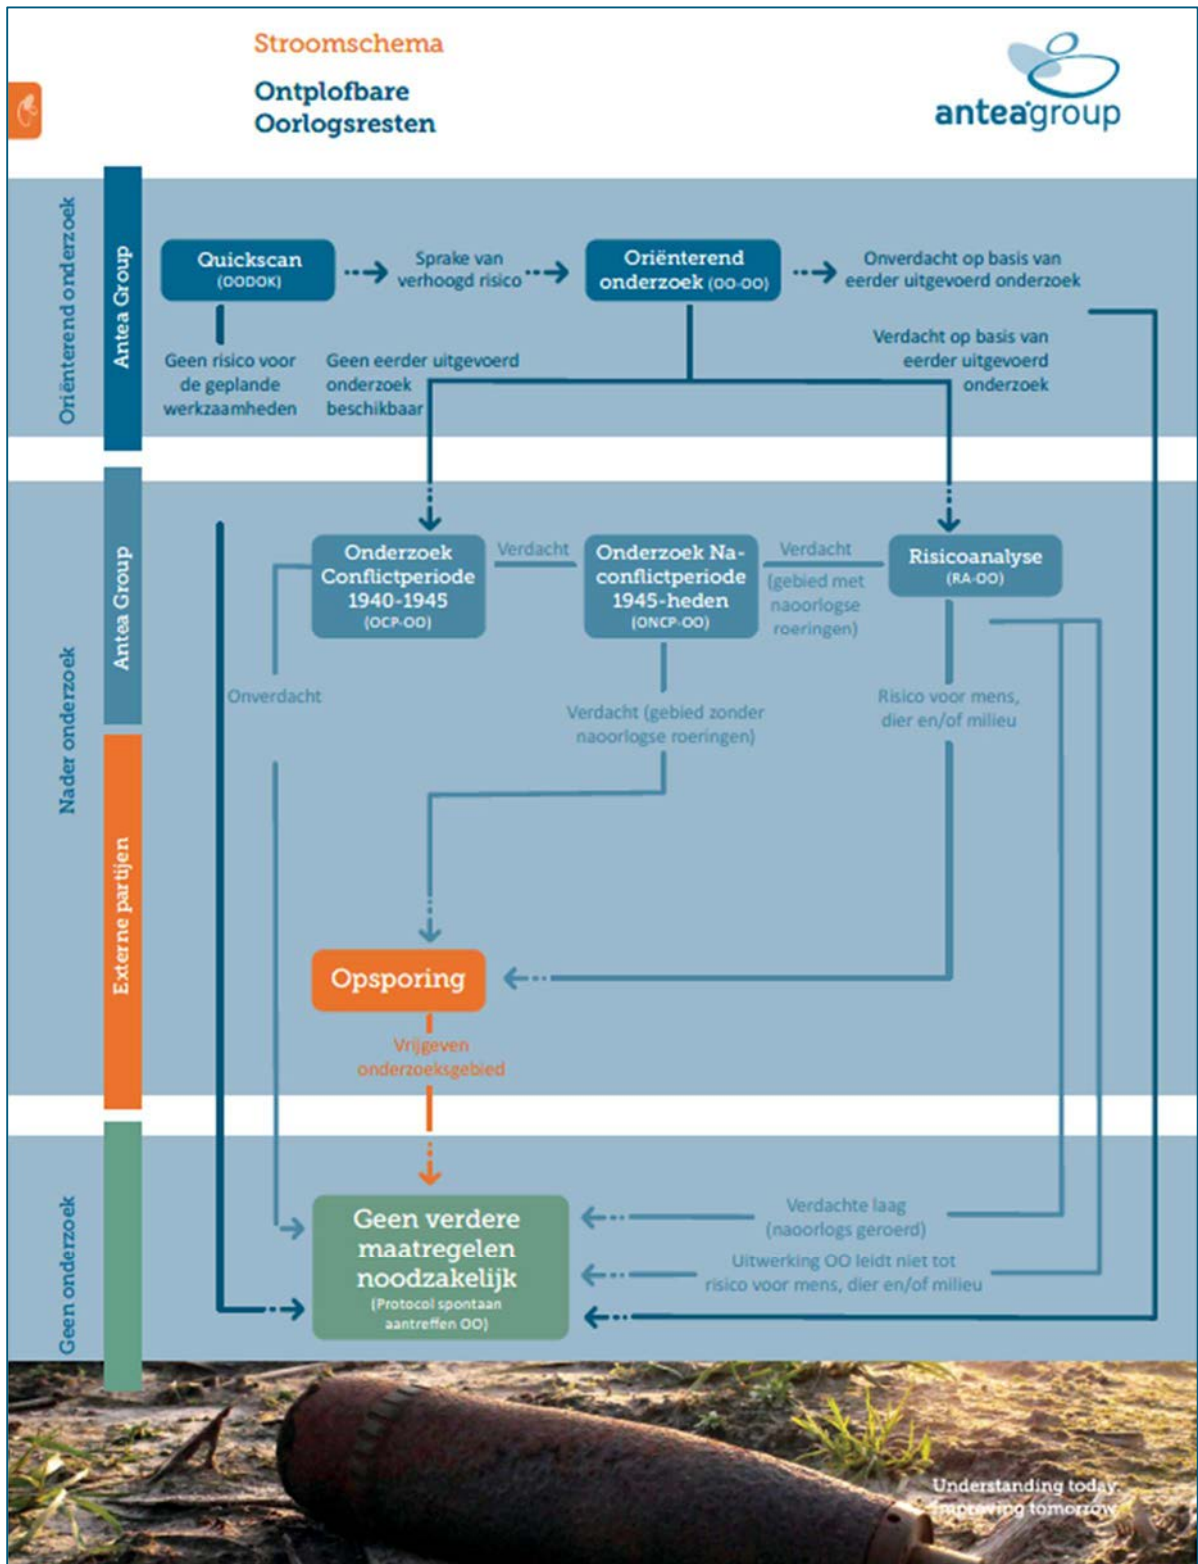 Stroomschema
Ontplofbare
Oorlogsresten
anteagroup
Oriënterend onderzoek
Antea Group
Quickscan
(OODOK)
Sprake van
verhoogd risico
Oriënterend
onderzoek (OO-OO)
Onverdacht op basis van
eerder uitgevoerd onderzoek
Geen risico voor
de geplande
werkzaamheden
Geen eerder uitgevoerd
onderzoek
beschikbaar
Verdacht op basis van
eerder uitgevoerd
onderzoek
Nader onderzoek
Antea Group
Externe partijen
Onderzoek
Conflictperiode
1940-1945
(OCP-OO)
Verdacht
Onderzoek Na-
conflictperiode
1945-heden
(ONCP-OO)
Verdacht
(gebied met
naoorlogse
roeringen)
Risicoanalyse
(RA-OO)
Onverdacht
Verdacht (gebied zonder
naoorlogse roeringen)
Risico voor mens,
dier en/of milieu
Opsporing
Vrijgeven
onderzoeksgebied
Geen onderzoek
Geen verdere
maatregelen
noodzakelijk
(Protocol spontaan
aantreffen OO)
Verdachte laag
(naoorlogs geroerd)
Uitwerking OO leidt niet tot
risico voor mens, dier en/of milieu
Understanding today.
Improving tomorrow.